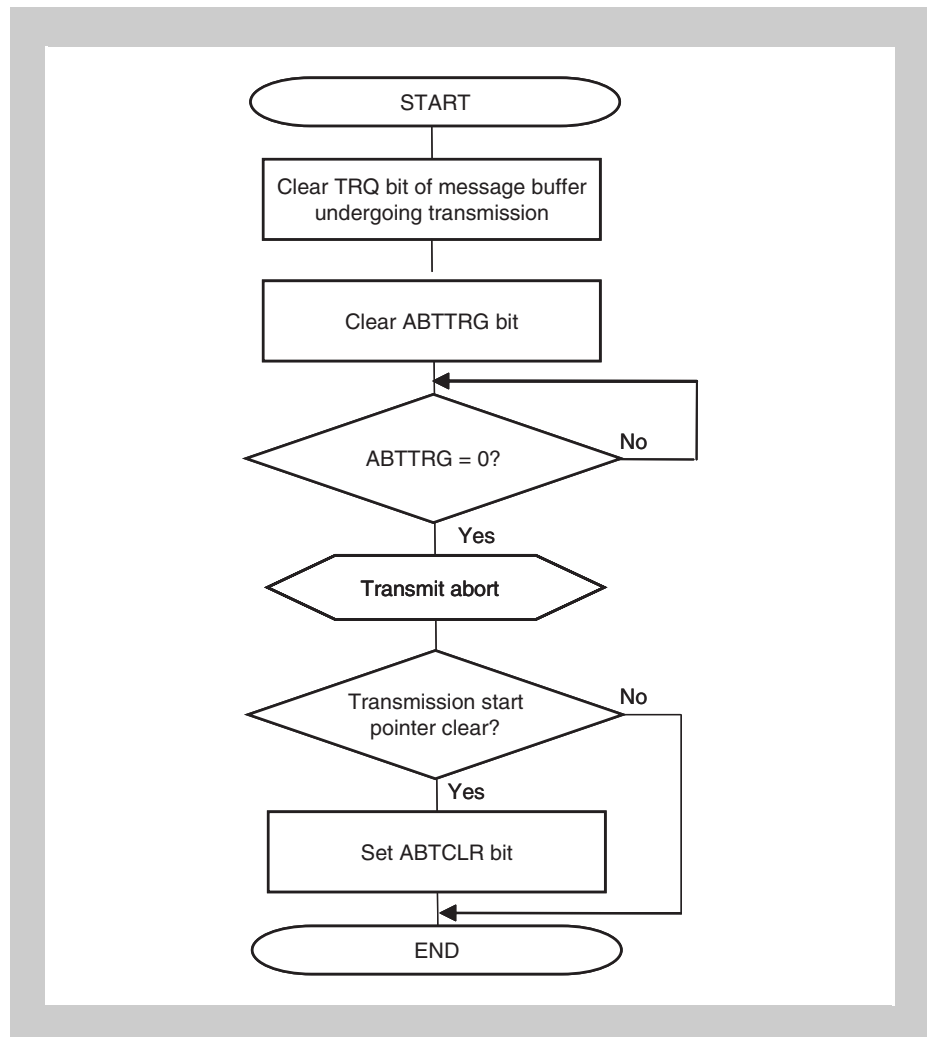 START
Clear TRQ bit of message buffer
undergoing transmission
Clear ABTTRG bit
ABTTRG = 0?
No
Yes
Transmit abort
Transmission start
pointer clear?
No
Yes
Set ABTCLR bit
END